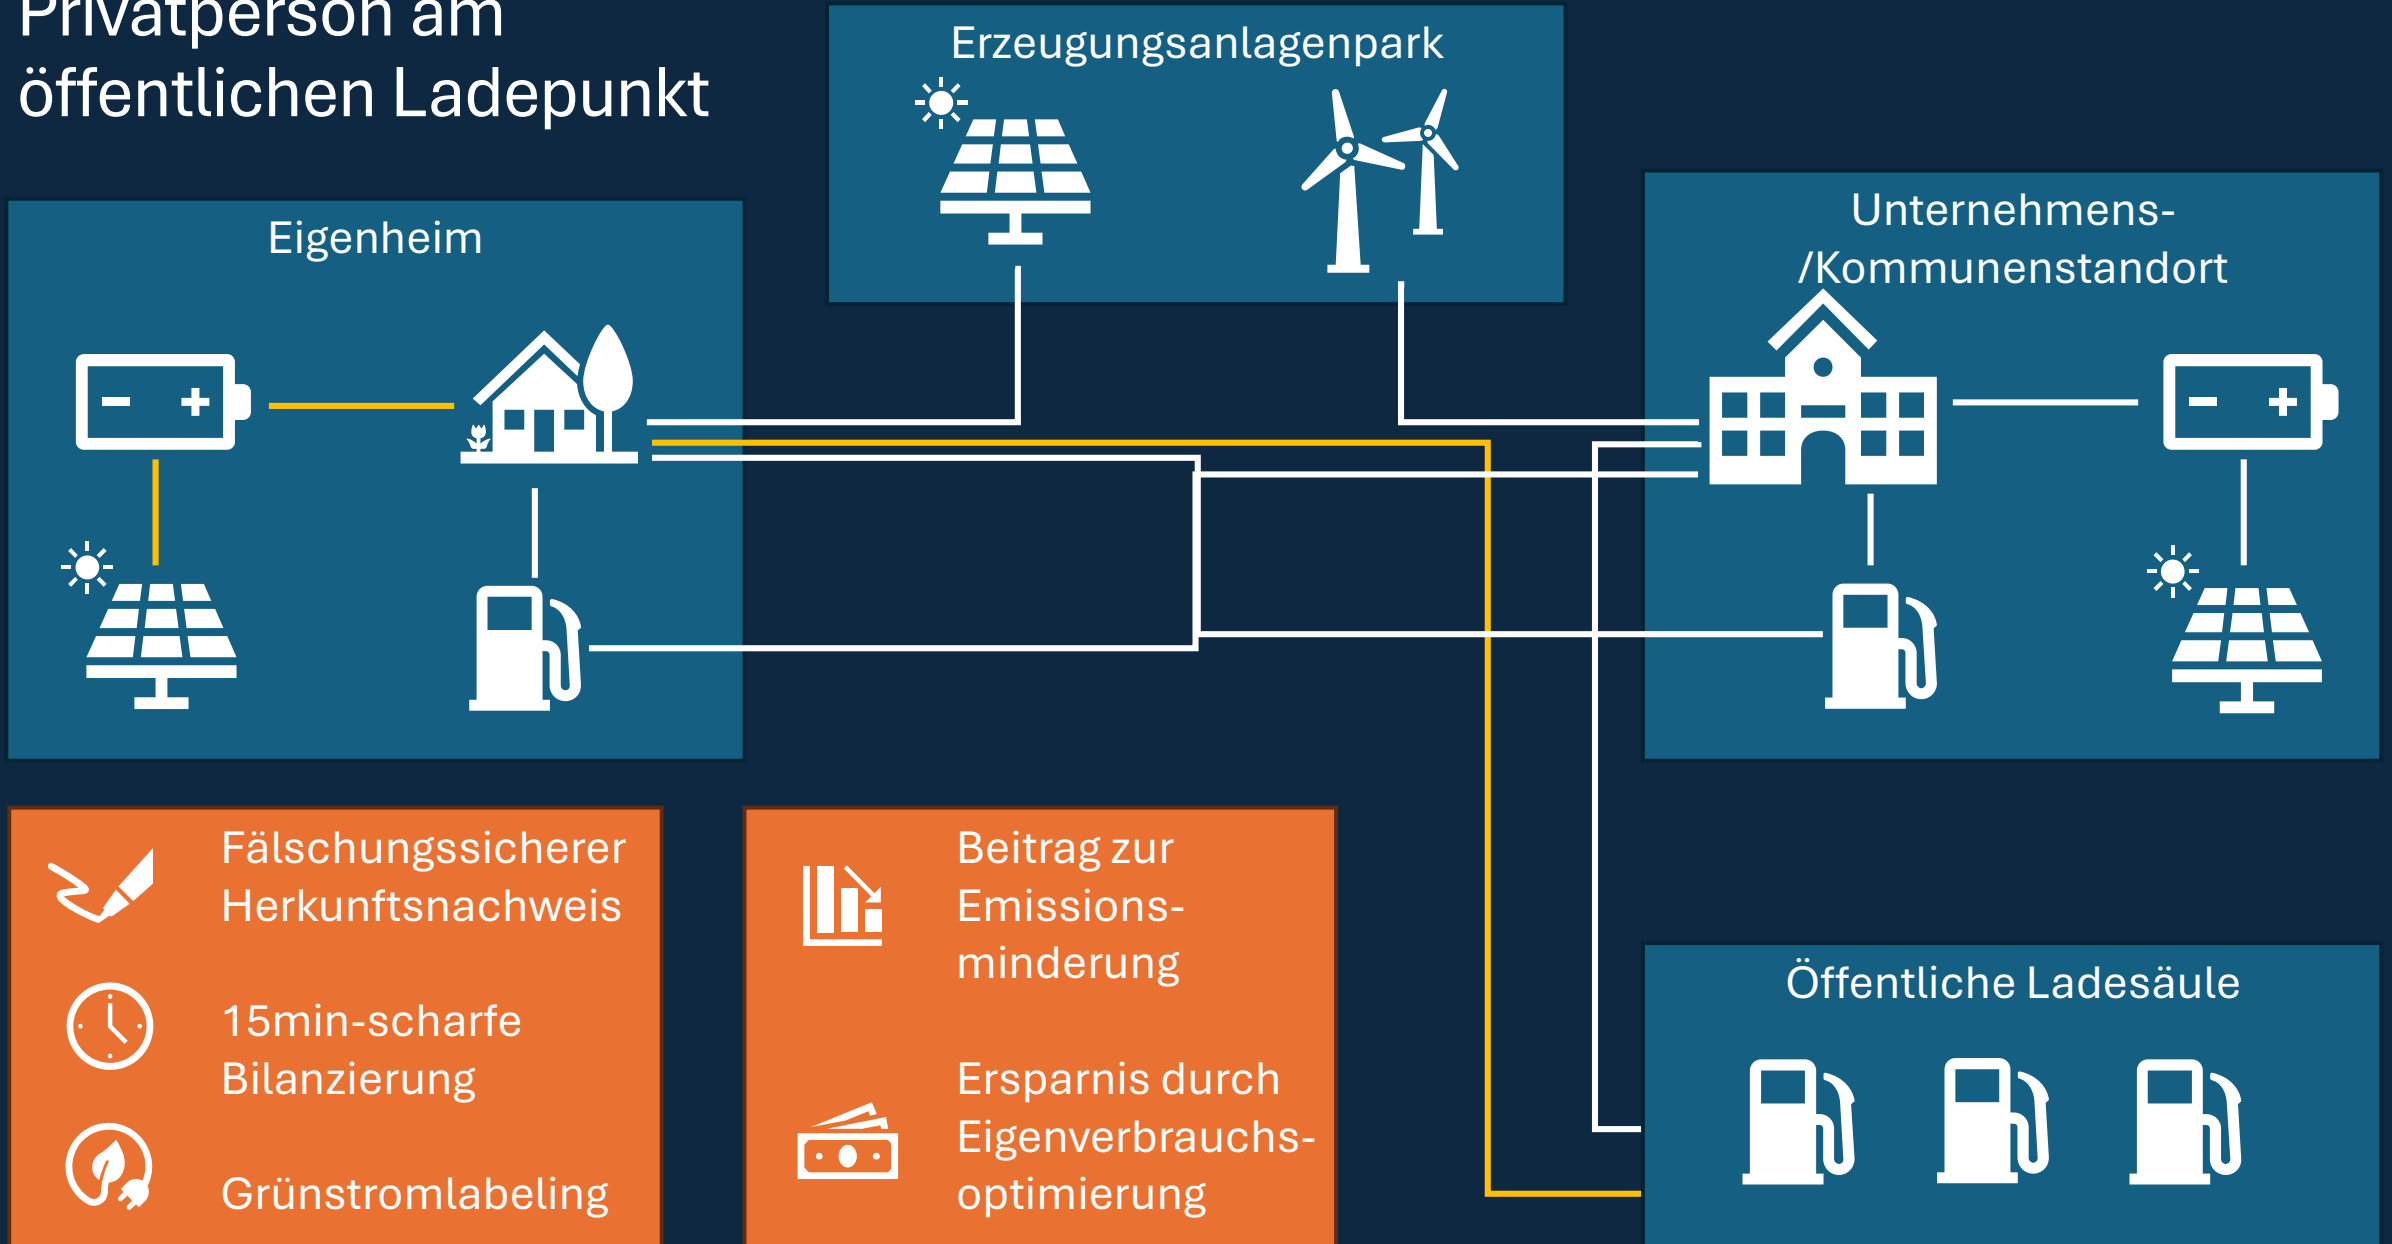 Privatperson am
öffentlichen Ladepunkt
Erzeugungsanlagenpark
Eigenheim
Unternehmens-
/Kommunenstandort
Fälschungssicherer
Herkunftsnachweis
15min-scharfe
Bilanzierung
Grünstromlabeling
Beitrag zur
Emissions-
minderung
Ersparnis durch
Eigenverbrauchs-
optimierung
Öffentliche Ladesäule